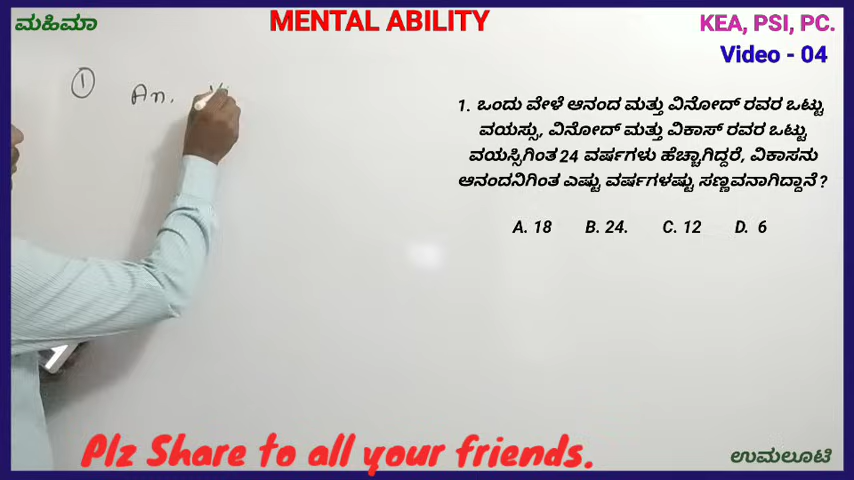 ಮಹಿಮಾ
MENTAL ABILITY
KEA, PSI, PC.
Video - 04
① An.
1. ಒಂದು ವೇಳೆ ಆನಂದ ಮತ್ತು ವಿನೋದ್ ರವರ ಒಟ್ಟು
ವಯಸ್ಸು, ವಿನೋದ್ ಮತ್ತು ವಿಕಾಸ್ ರವರ ಒಟ್ಟು
ವಯಸ್ಸಿಗಿಂತ 24 ವರ್ಷಗಳು ಹೆಚ್ಚಾಗಿದ್ದರೆ, ವಿಕಾಸನು
ಆನಂದನಿಗಿಂತ ಎಷ್ಟು ವರ್ಷಗಳಷ್ಟು ಸಣ್ಣವನಾಗಿದ್ದಾನೆ?
A. 18 B. 24. C. 12 D. 6
Plz Share to all your friends.
ಉಮಲೂಟಿ